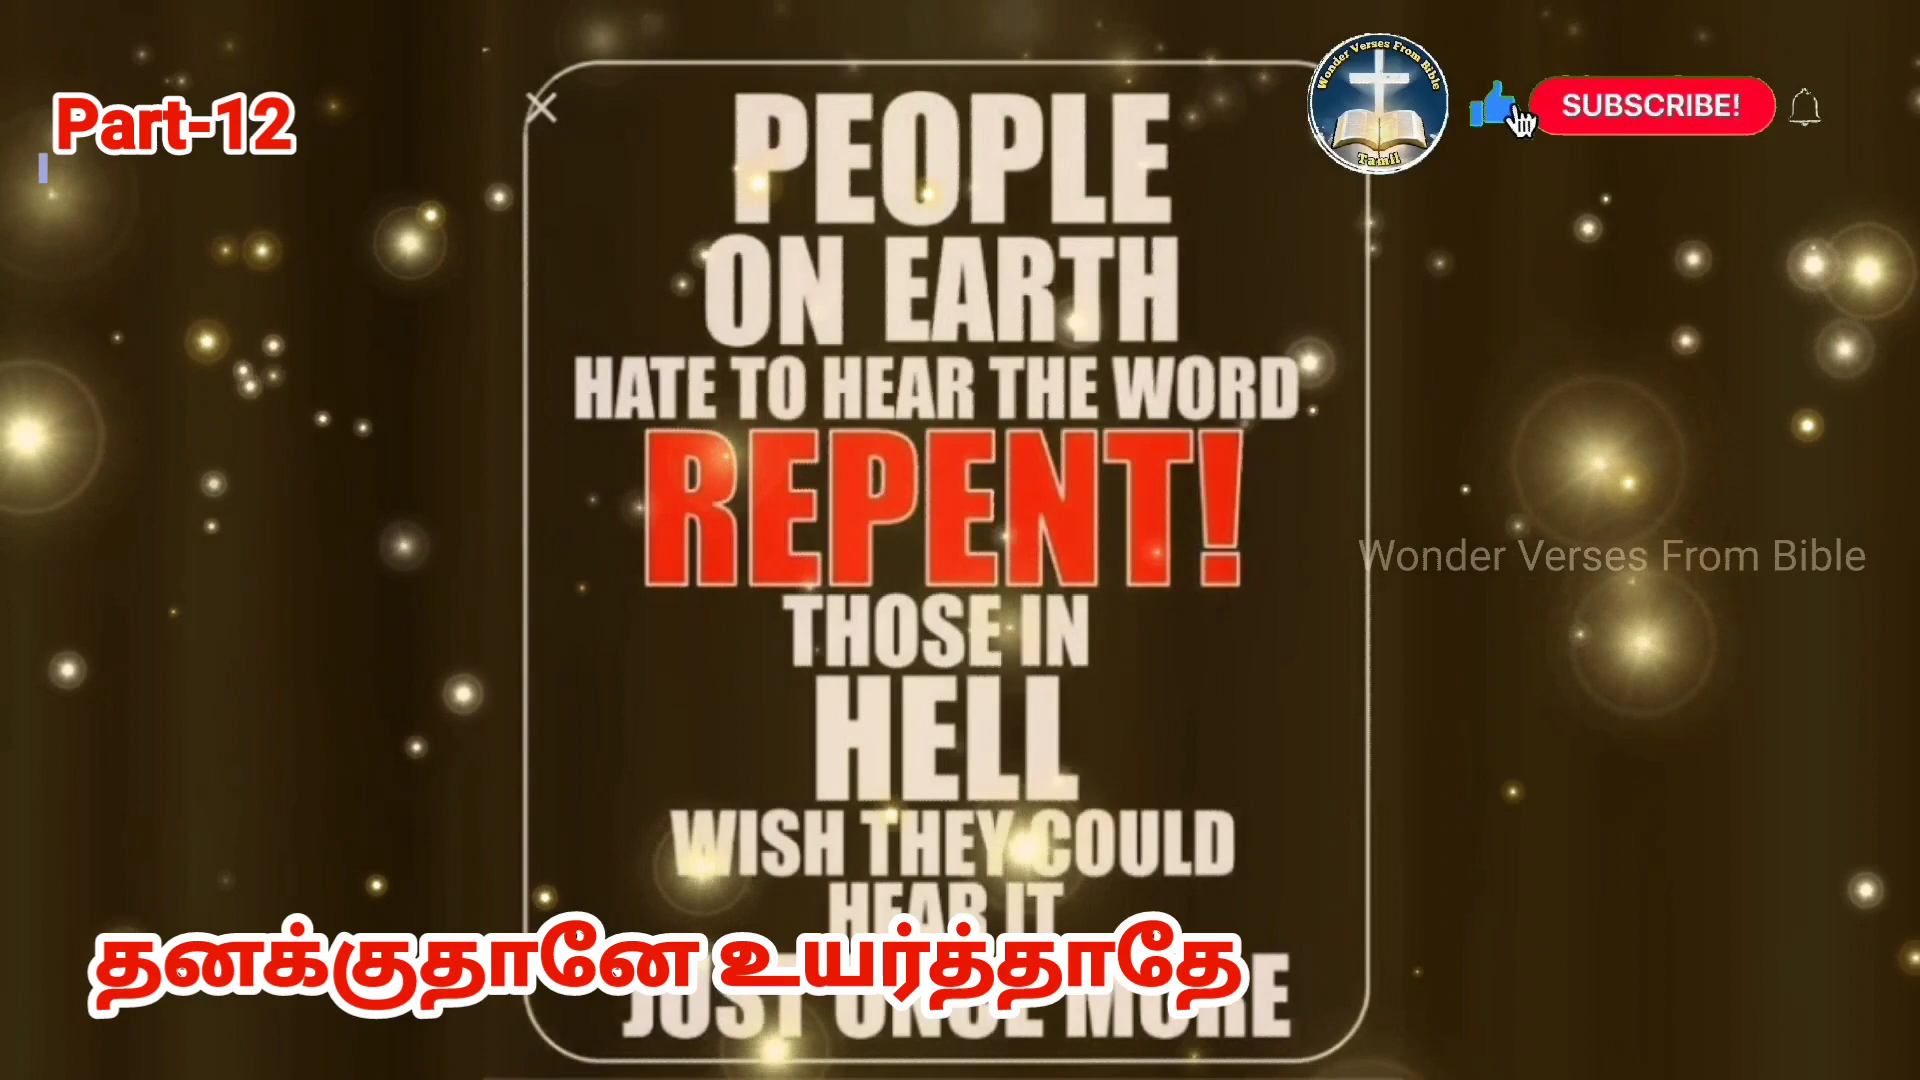 Part-12
Wonder Verses From Bible
Tamil
SUBSCRIBE!
PEOPLE
ON EARTH
HATE TO HEAR THE WORD
REPENT!
THOSE IN
HELL
WISH THEY COULD
HEAR IT
JUST ONCE MORE
Wonder Verses From Bible
தனக்குதானே உயர்த்தாதே